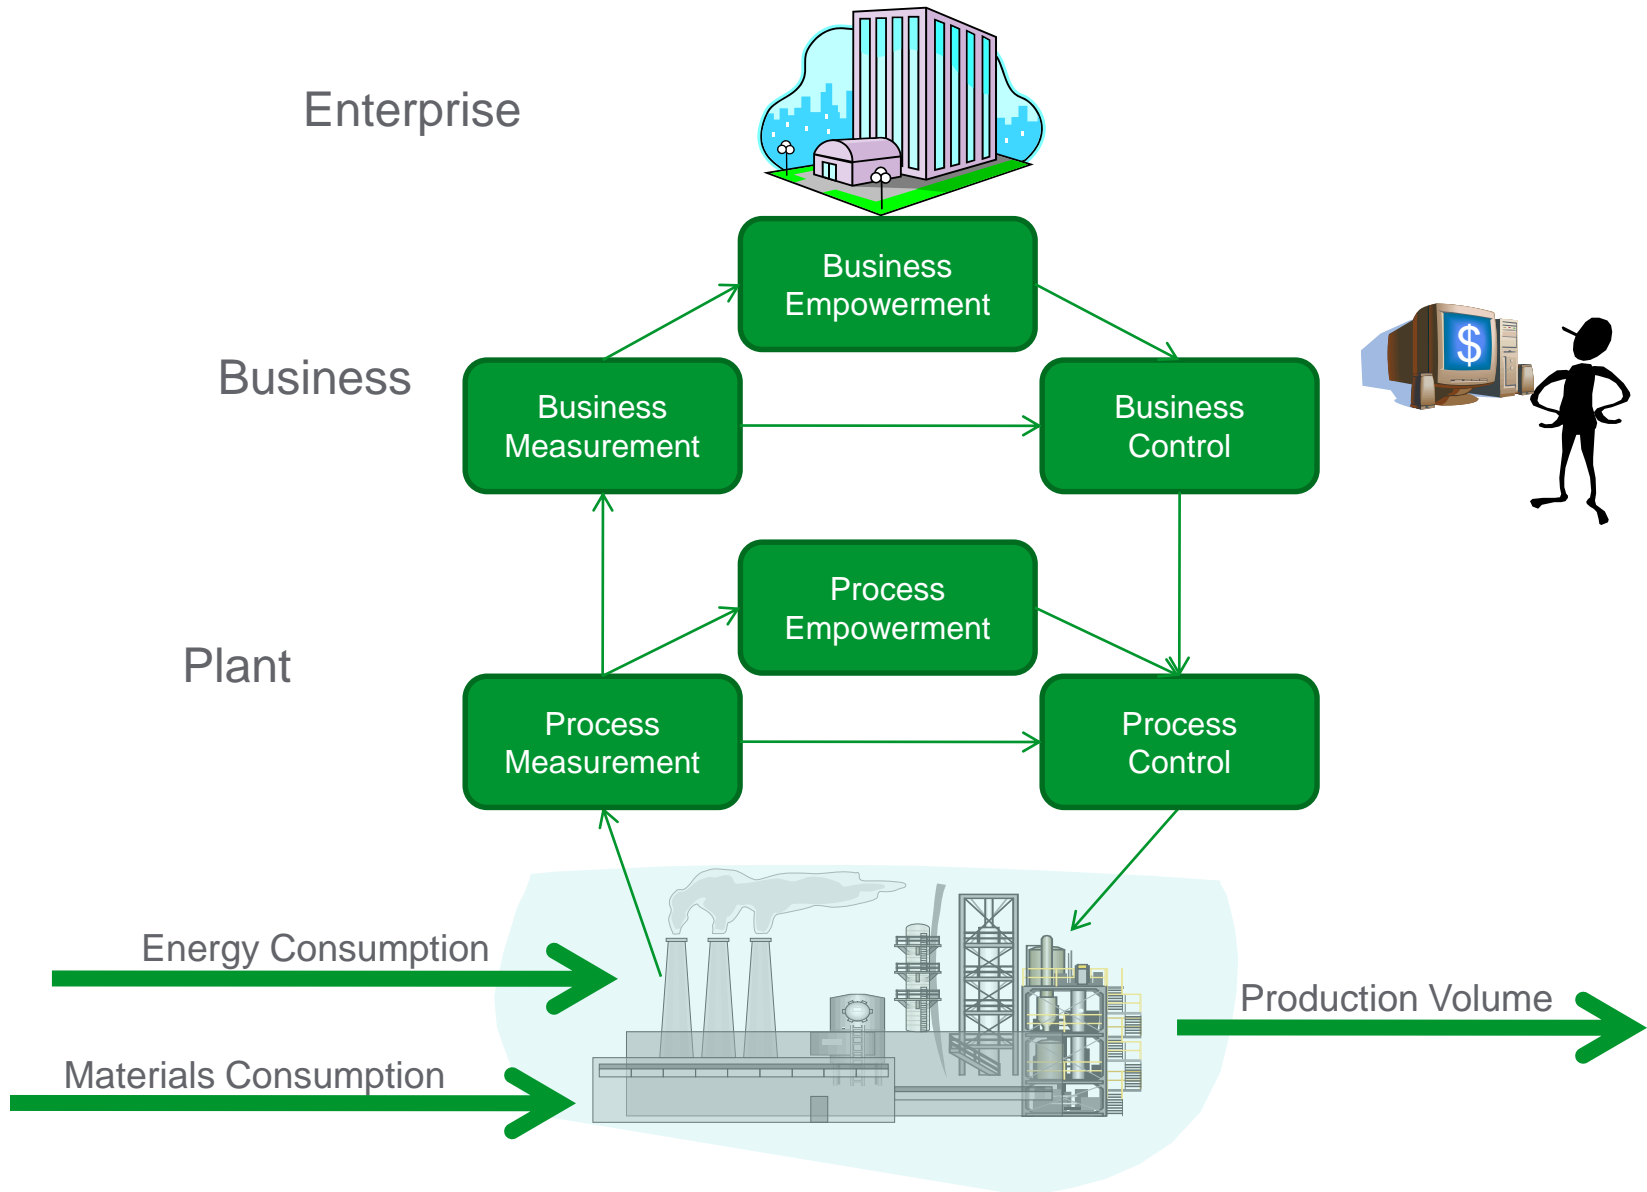 Enterprise
Business
Empowerment
$
Business
Business
Measurement
Business
Control
Process
Empowerment
Plant
Process
Measurement
Process
Control
Energy Consumption
Production Volume
Materials Consumption